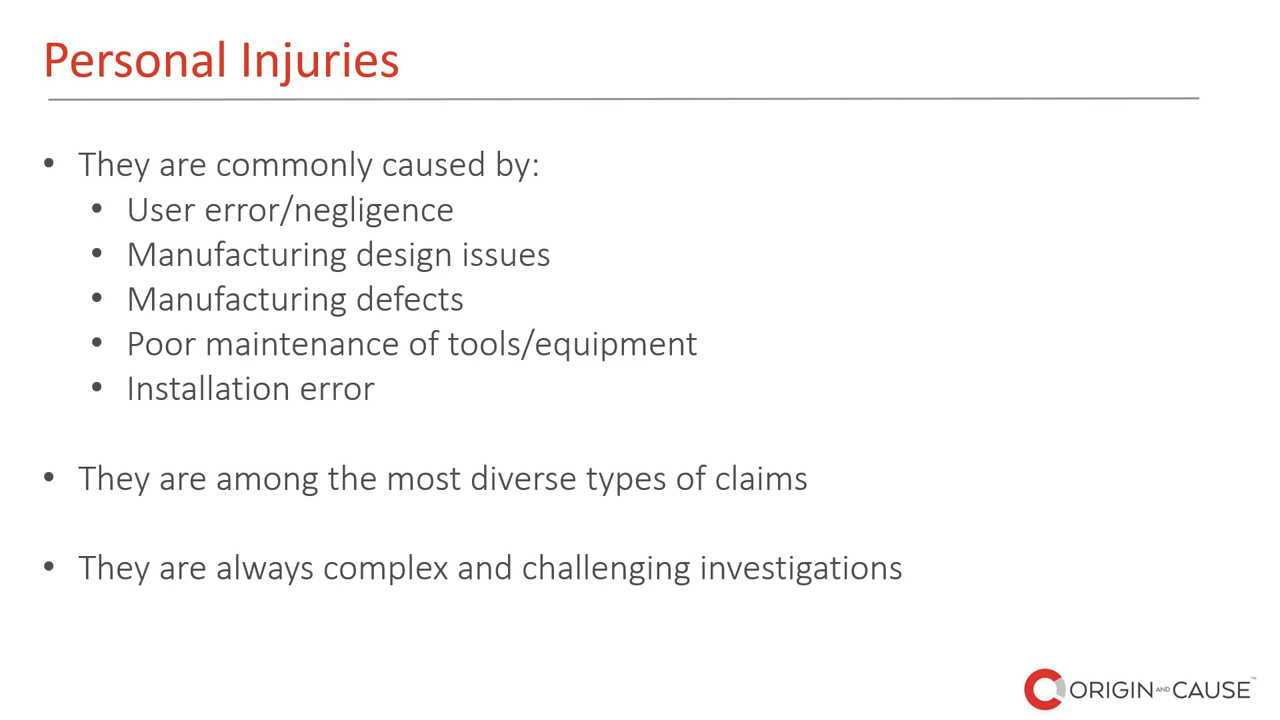 Personal Injuries
• They are commonly caused by:
• User error/negligence
• Manufacturing design issues
• Manufacturing defects
• Poor maintenance of tools/equipment
• Installation error
• They are among the most diverse types of claims
• They are always complex and challenging investigations
ORIGIN AND CAUSE™